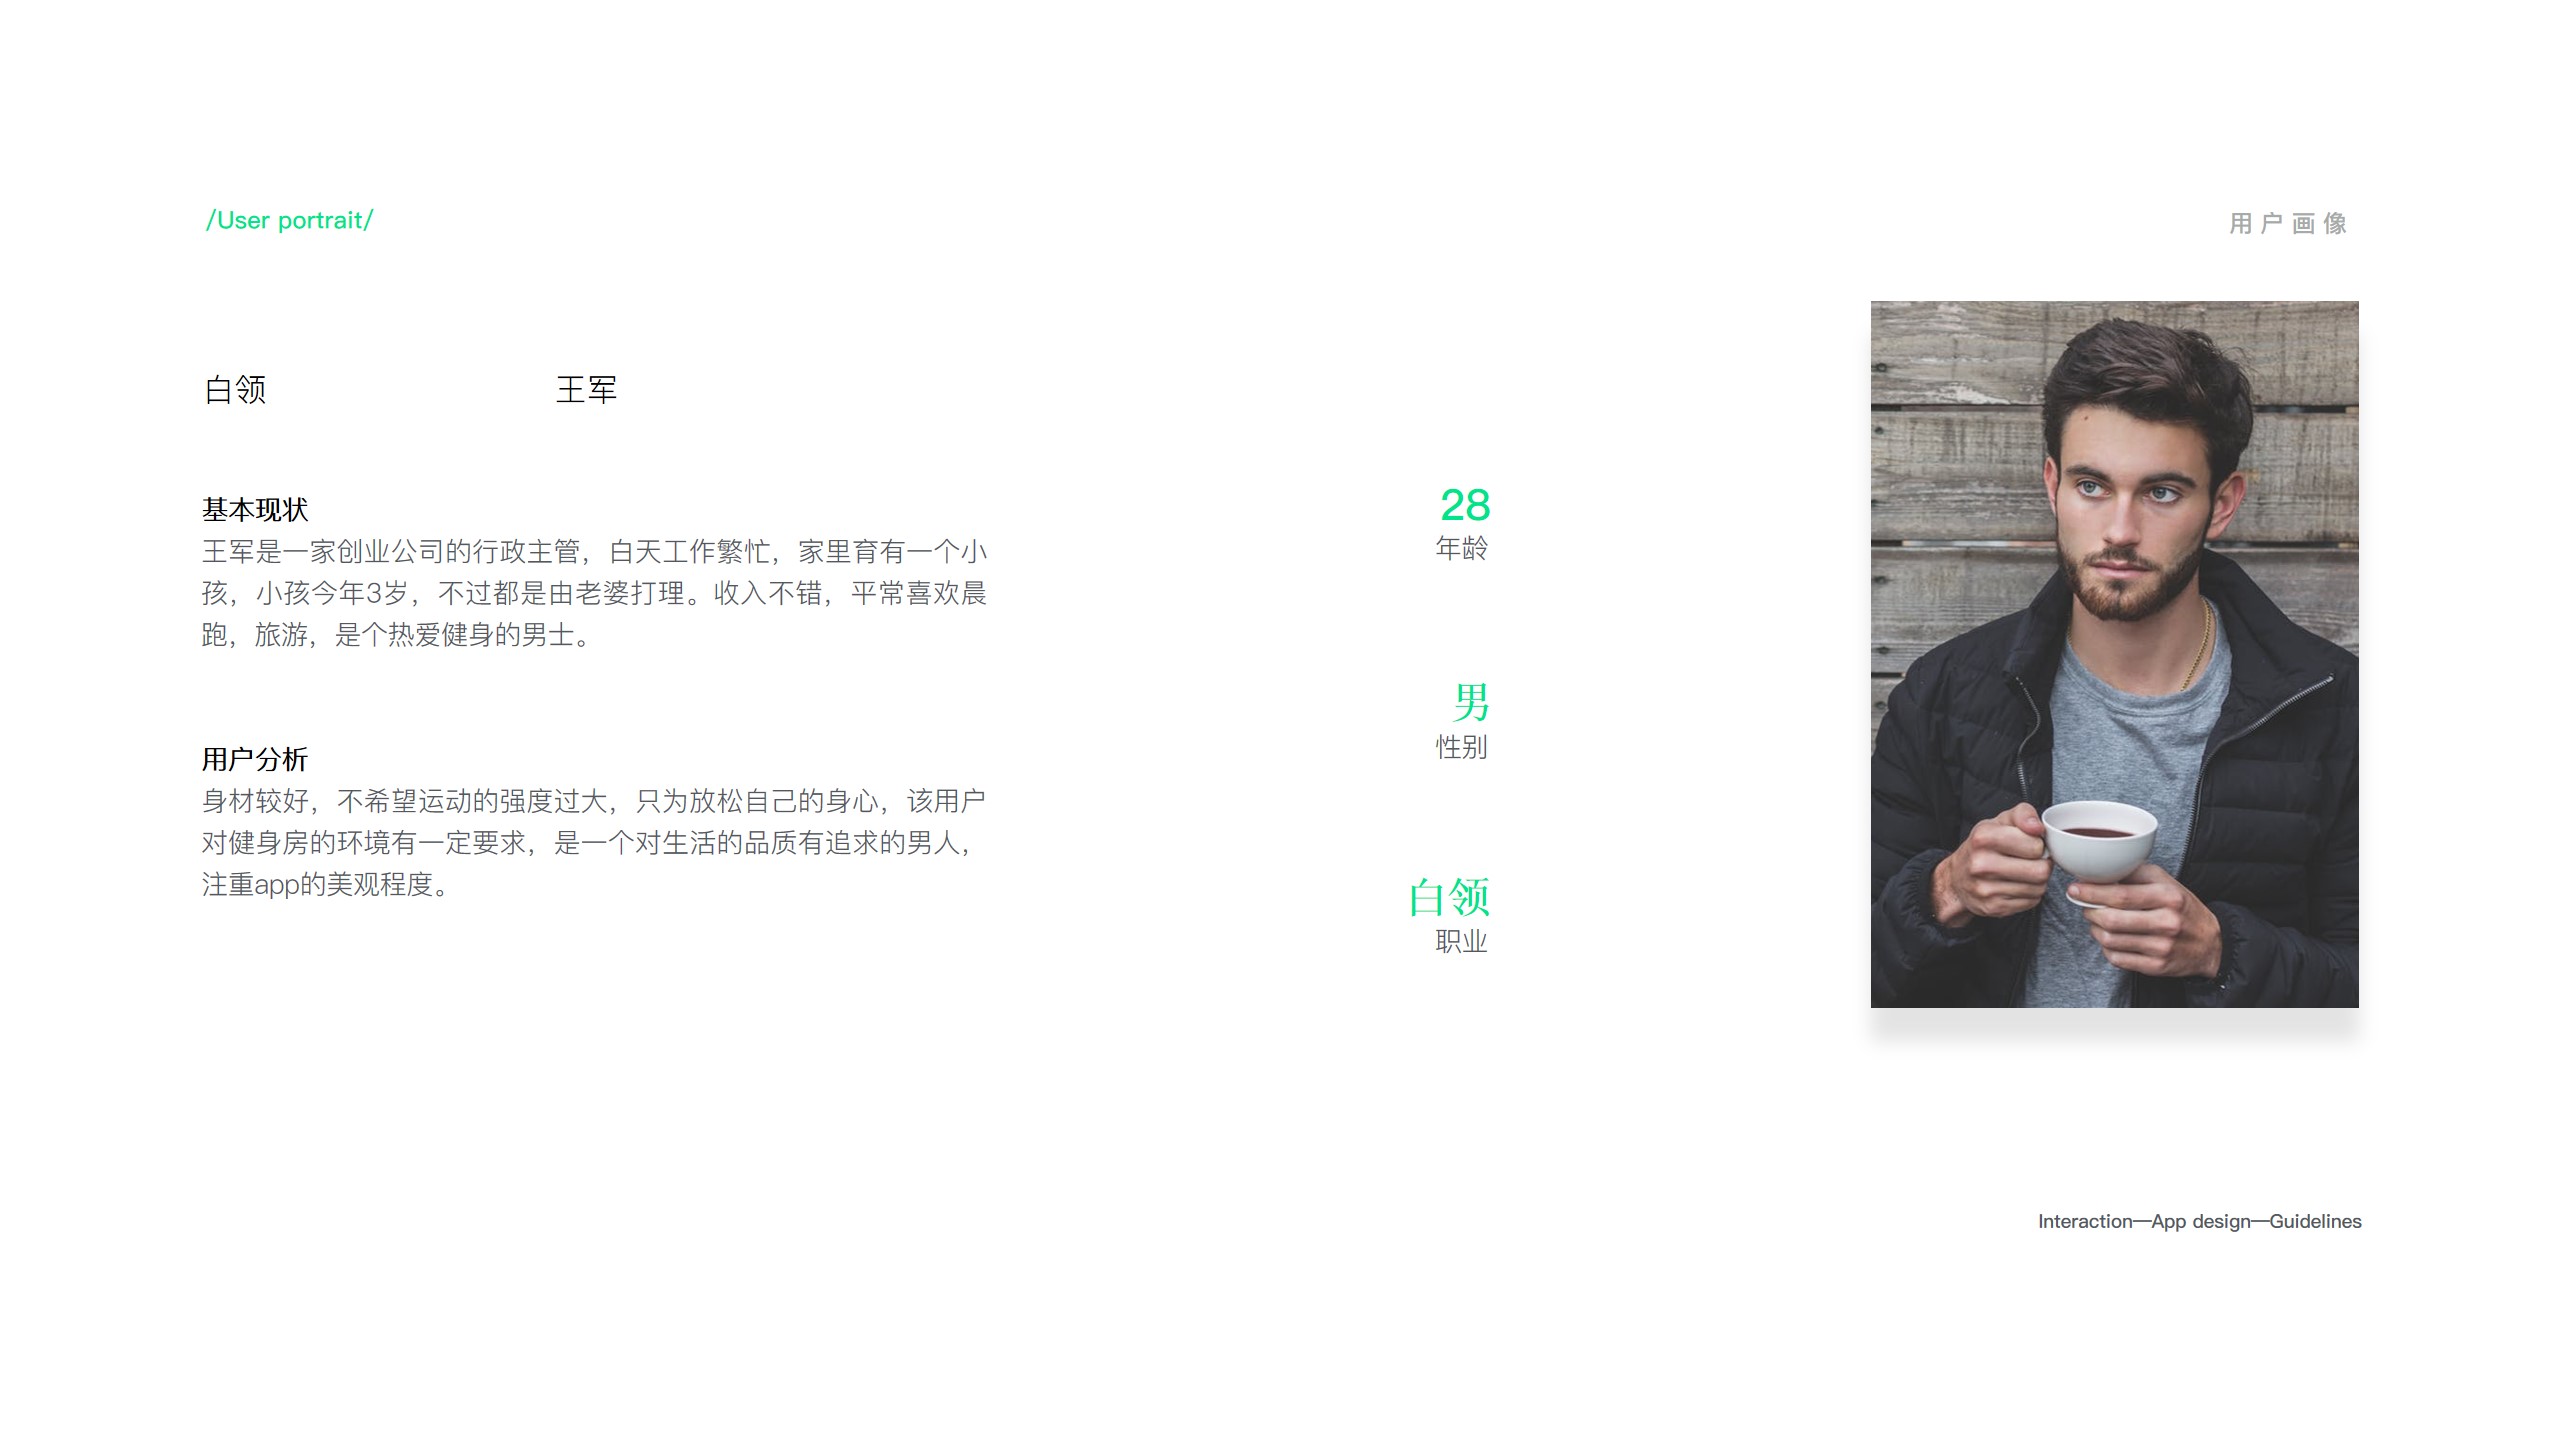 /User portrait/
用户画像
白领
王军
基本现状
王军是一家创业公司的行政主管，白天工作繁忙，家里育有一个小
孩，小孩今年3岁，不过都是由老婆打理。收入不错，平常喜欢晨
跑，旅游，是个热爱健身的男士。
用户分析
身材较好，不希望运动的强度过大，只为放松自己的身心，该用户
对健身房的环境有一定要求，是一个对生活的品质有追求的男人，
注重app的美观程度。
28
年龄
男
性别
白领
职业
Interaction—App design—Guidelines